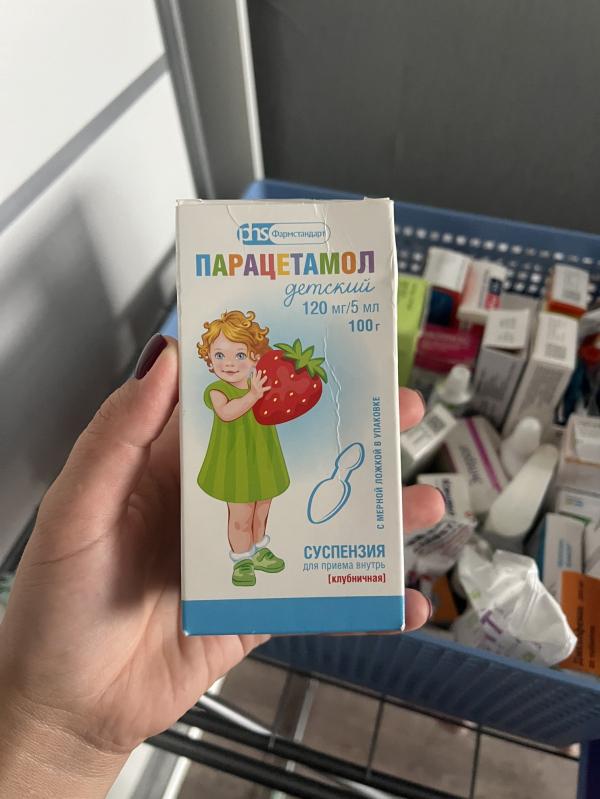 phs Фармстандарт
ПАРАЦЕТАМОЛ
детский
120 мг/5 мл
100 г
С МЕРНОЙ ЛОЖКОЙ В УПАКОВКЕ
СУСПЕНЗИЯ
для приема внутрь
[клубничная]